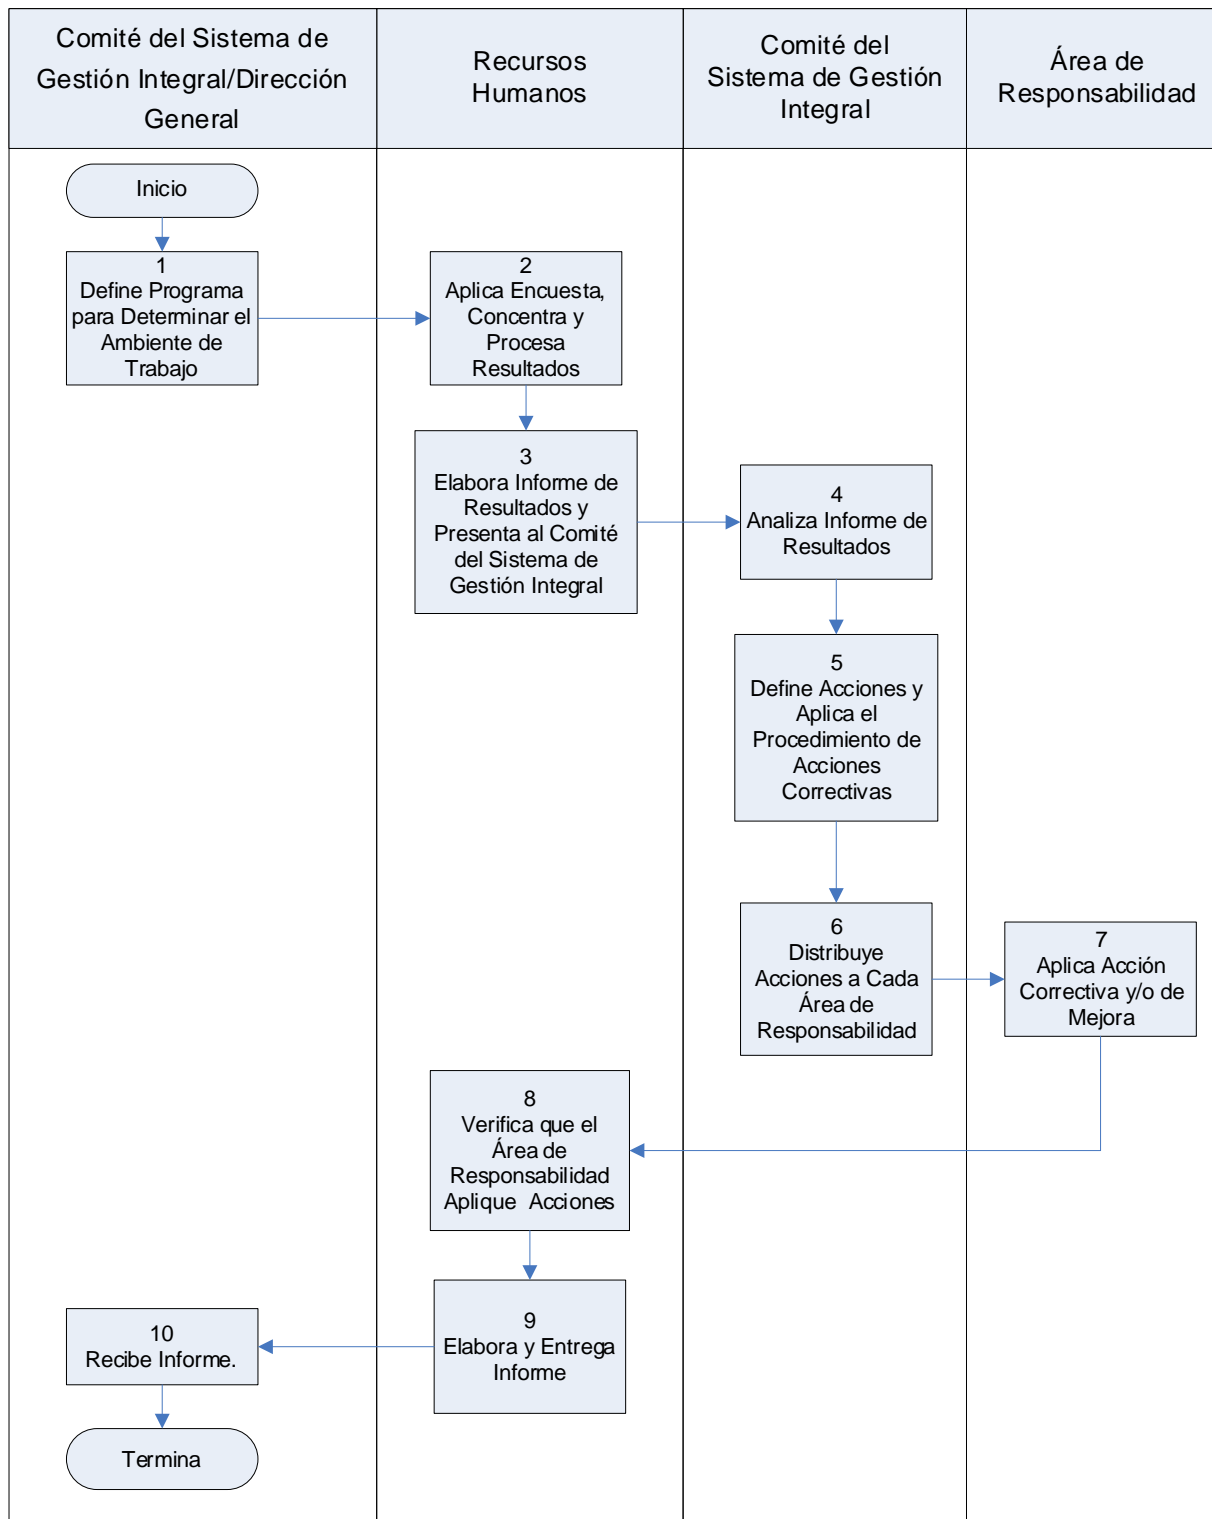 Comité del Sistema de
Gestión Integral/Dirección
General
Recursos
Humanos
Comité del
Sistema de Gestión
Integral
Área de
Responsabilidad
Inicio
1
Define Programa
para Determinar el
Ambiente de
Trabajo
2
Aplica Encuesta,
Concentra y
Procesa
Resultados
3
Elabora Informe de
Resultados y
Presenta al Comité
del Sistema de
Gestión Integral
4
Analiza Informe de
Resultados
5
Define Acciones y
Aplica el
Procedimiento de
Acciones
Correctivas
6
Distribuye
Acciones a Cada
Área de
Responsabilidad
7
Aplica Acción
Correctiva y/o de
Mejora
8
Verifica que el
Área de
Responsabilidad
Aplique Acciones
9
Elabora y Entrega
Informe
10
Recibe Informe.
Termina